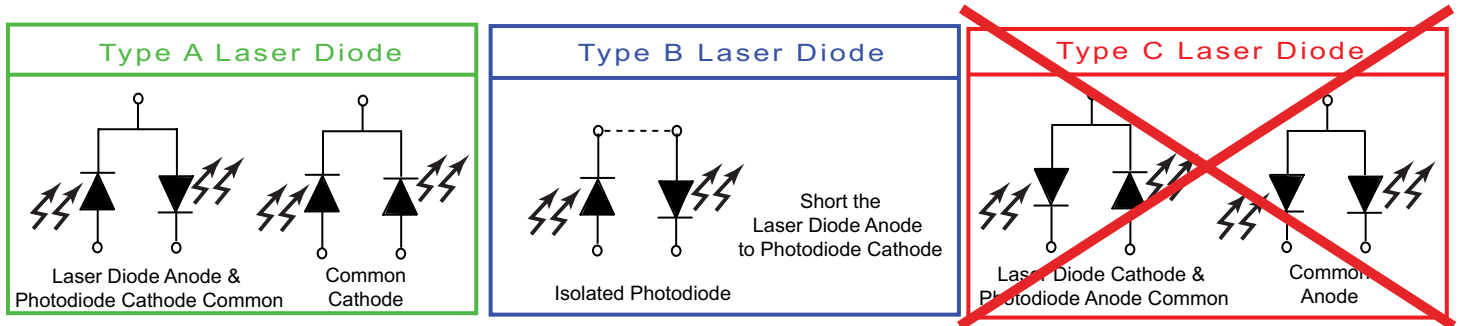 Type A Laser Diode
Laser Diode Anode &
Photodiode Cathode Common
Common
Cathode
Type B Laser Diode
Short the
Laser Diode Anode
to Photodiode Cathode
Isolated Photodiode
Type C Laser Diode
Laser Diode Cathode &
Photodiode Anode Common
Common
Anode